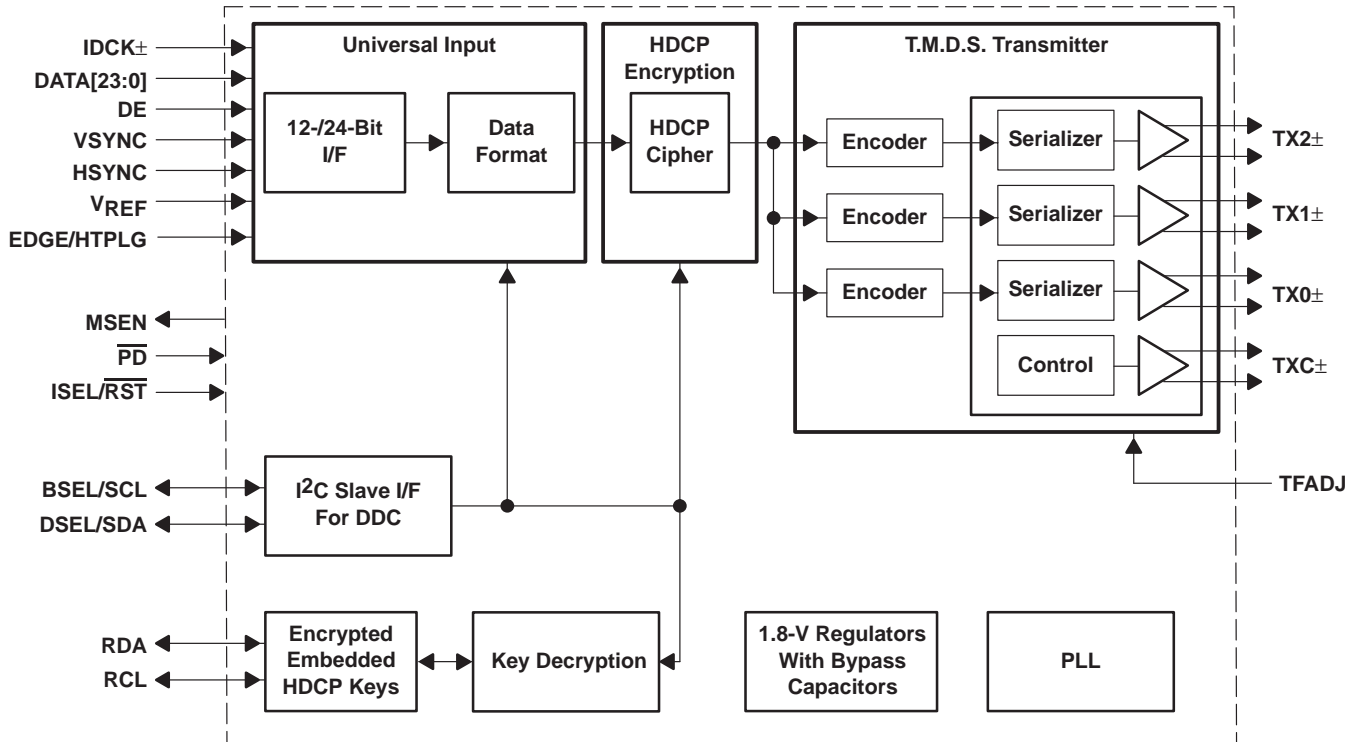 IDCK±
DATA[23:0]
DE
VSYNC
HSYNC
VREF
EDGE/HTPLG
MSEN
PD
ISEL/RST
BSEL/SCL
DSEL/SDA
RDA
RCL
Universal Input
12-/24-Bit
I/F
Data
Format
HDCP
Encryption
HDCP
Cipher
T.M.D.S. Transmitter
Encoder
Serializer
TX2±
Encoder
Serializer
TX1±
Encoder
Serializer
TX0±
Control
TXC±
TFADJ
I2C Slave I/F
For DDC
Encrypted
Embedded
HDCP Keys
Key Decryption
1.8-V Regulators
With Bypass
Capacitors
PLL